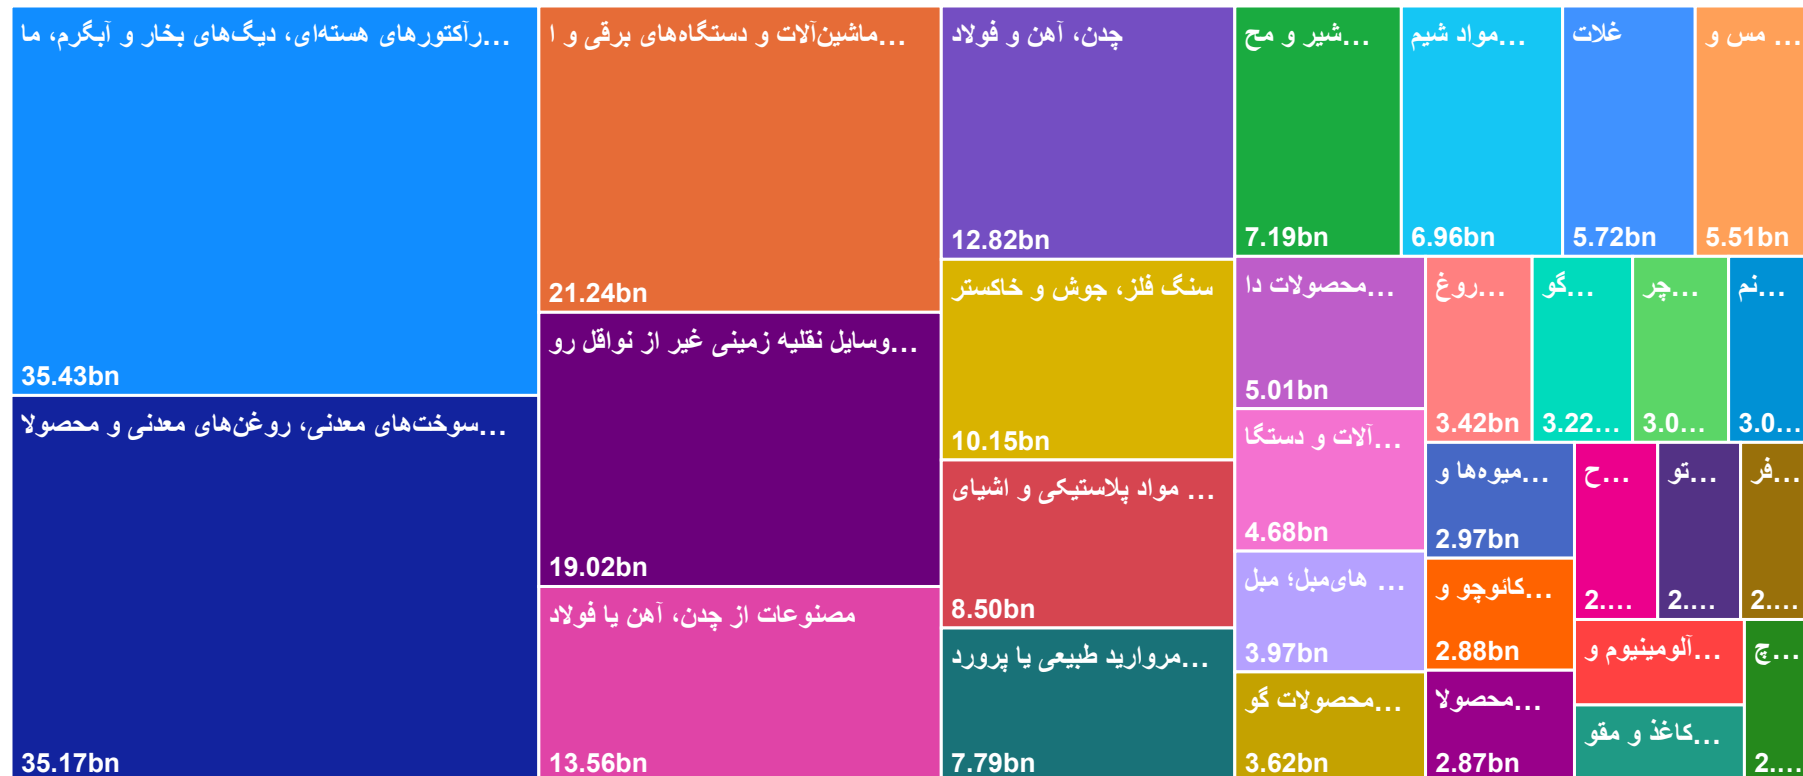 رآکتورهای هسته‌ای، دیگ‌های بخار و آبگرم، ما...
35.43bn
سوخت‌های معدنی، روغن‌های معدنی و محصولا...
35.17bn
ماشین‌آلات و دستگاه‌های برقی و ا...
21.24bn
وسایل نقلیه زمینی غیر از نواقل رو...
19.02bn
مصنوعات از چدن، آهن یا فولاد
13.56bn
چدن، آهن و فولاد
12.82bn
سنگ فلز، جوش و خاکستر
10.15bn
مواد پلاستیکی و اشیای ...
8.50bn
مروارید طبیعی یا پرورد...
7.79bn
شیر و مح...
7.19bn
مواد شیم...
6.96bn
غلات
5.72bn
مس و ...
5.51bn
محصولات دا...
5.01bn
آلات و دستگا...
4.68bn
مبل؛ مبل‌های ...
3.97bn
محصولات گو...
3.62bn
روغ...
3.42bn
گو...
3.22...
چر...
3.0...
نم...
3.0...
میوه‌ها و...
2.97bn
کائوچو و...
2.88bn
محصولا...
2.87bn
ح...
2....
تو...
2....
فر...
2....
آلومینیوم و...
کاغذ و مقو...
چ...
2....